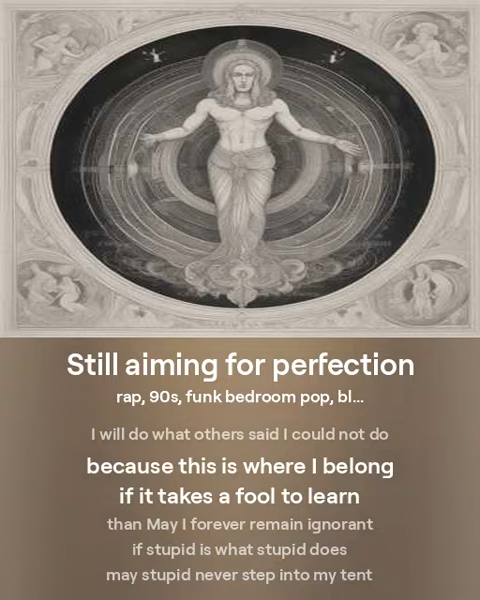 Still aiming for perfection
rap, 90s, funk bedroom pop, bl...
I will do what others said I could not do
because this is where I belong
if it takes a fool to learn
than May I forever remain ignorant
if stupid is what stupid does
may stupid never step into my tent